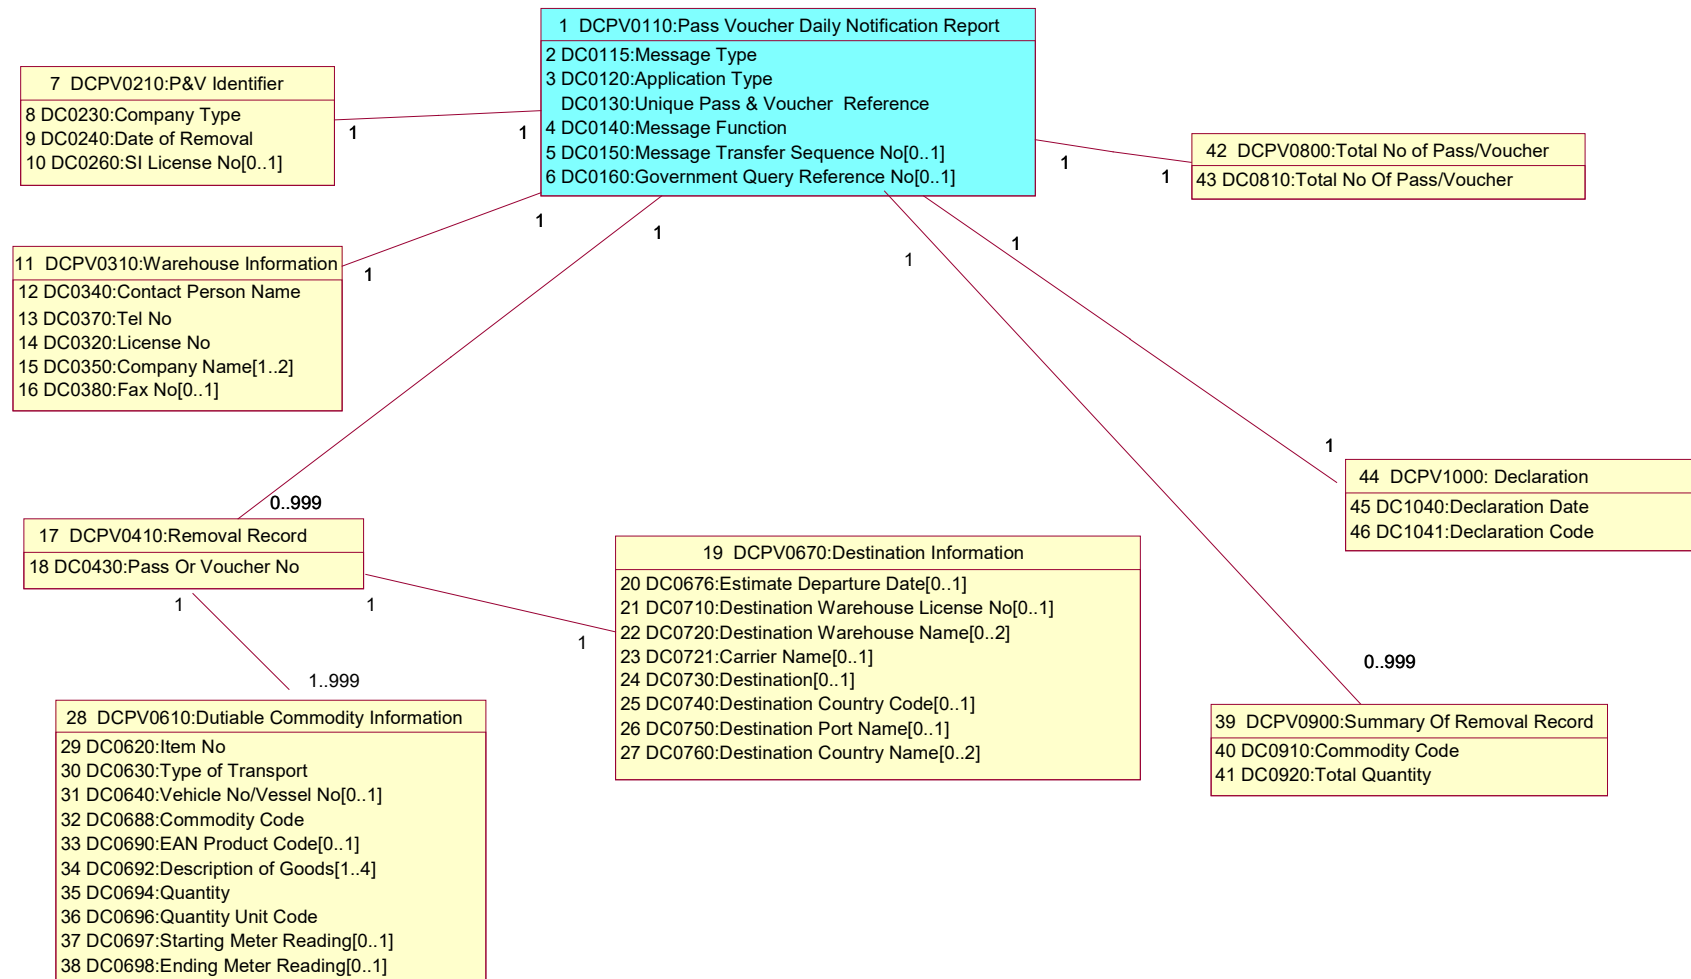 1 DCPV0110:Pass Voucher Daily Notification Report
2 DC0115:Message Type
3 DC0120:Application Type
DC0130:Unique Pass & Voucher Reference
4 DC0140:Message Function
5 DC0150:Message Transfer Sequence No[0..1]
6 DC0160:Government Query Reference No[0..1]
7 DCPV0210:P&V Identifier
8 DC0230:Company Type
9 DC0240:Date of Removal
10 DC0260:SI License No[0..1]
1
1
42 DCPV0800:Total No of Pass/Voucher
43 DC0810:Total No Of Pass/Voucher
1
1
11 DCPV0310:Warehouse Information
12 DC0340:Contact Person Name
13 DC0370:Tel No
14 DC0320:License No
15 DC0350:Company Name[1..2]
16 DC0380:Fax No[0..1]
1
1
1
1
1
1
0..999
17 DCPV0410:Removal Record
18 DC0430:Pass Or Voucher No
1
1
1
1..999
19 DCPV0670:Destination Information
20 DC0676:Estimate Departure Date[0..1]
21 DC0710:Destination Warehouse License No[0..1]
22 DC0720:Destination Warehouse Name[0..2]
23 DC0721:Carrier Name[0..1]
24 DC0730:Destination[0..1]
25 DC0740:Destination Country Code[0..1]
26 DC0750:Destination Port Name[0..1]
27 DC0760:Destination Country Name[0..2]
44 DCPV1000: Declaration
45 DC1040:Declaration Date
46 DC1041:Declaration Code
0..999
39 DCPV0900:Summary Of Removal Record
40 DC0910:Commodity Code
41 DC0920:Total Quantity
28 DCPV0610:Dutiable Commodity Information
29 DC0620:Item No
30 DC0630:Type of Transport
31 DC0640:Vehicle No/Vessel No[0..1]
32 DC0688:Commodity Code
33 DC0690:EAN Product Code[0..1]
34 DC0692:Description of Goods[1..4]
35 DC0694:Quantity
36 DC0696:Quantity Unit Code
37 DC0697:Starting Meter Reading[0..1]
38 DC0698:Ending Meter Reading[0..1]